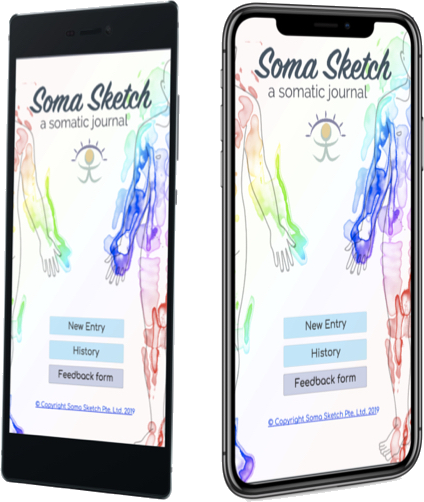 Soma Sketch
a somatic journal
New Entry
History
Feedback form
© Copyright Soma Sketch Pte. Ltd. 2019
Soma Sketch
a somatic journal
New Entry
History
Feedback form
© Copyright Soma Sketch Pte. Ltd. 2019